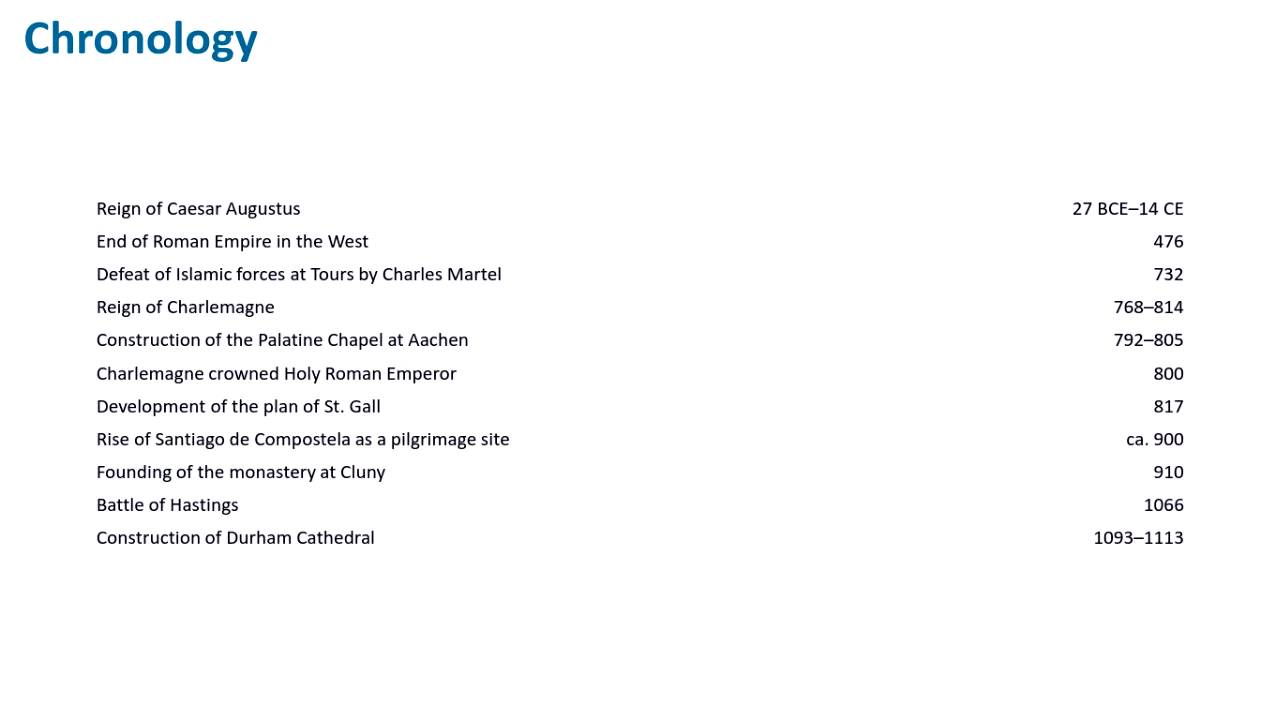 Chronology
Reign of Caesar Augustus 27 BCE–14 CE
End of Roman Empire in the West 476
Defeat of Islamic forces at Tours by Charles Martel 732
Reign of Charlemagne 768–814
Construction of the Palatine Chapel at Aachen 792–805
Charlemagne crowned Holy Roman Emperor 800
Development of the plan of St. Gall 817
Rise of Santiago de Compostela as a pilgrimage site ca. 900
Founding of the monastery at Cluny 910
Battle of Hastings 1066
Construction of Durham Cathedral 1093–1113